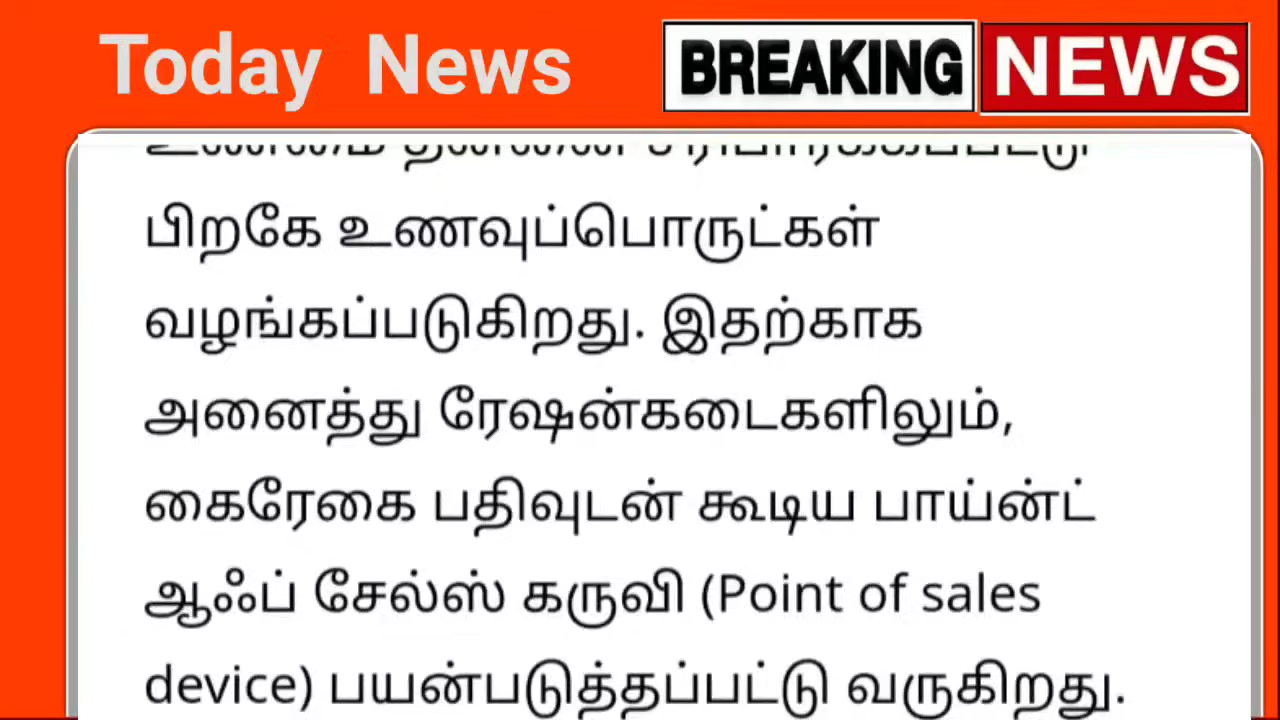 Today News
BREAKING NEWS
பிறகே உணவுப்பொருட்கள்
வழங்கப்படுகிறது. இதற்காக
அனைத்து ரேஷன்கடைகளிலும்,
கைரேகை பதிவுடன் கூடிய பாய்ன்ட்
ஆஃப் சேல்ஸ் கருவி (Point of sales
device) பயன்படுத்தப்பட்டு வருகிறது.